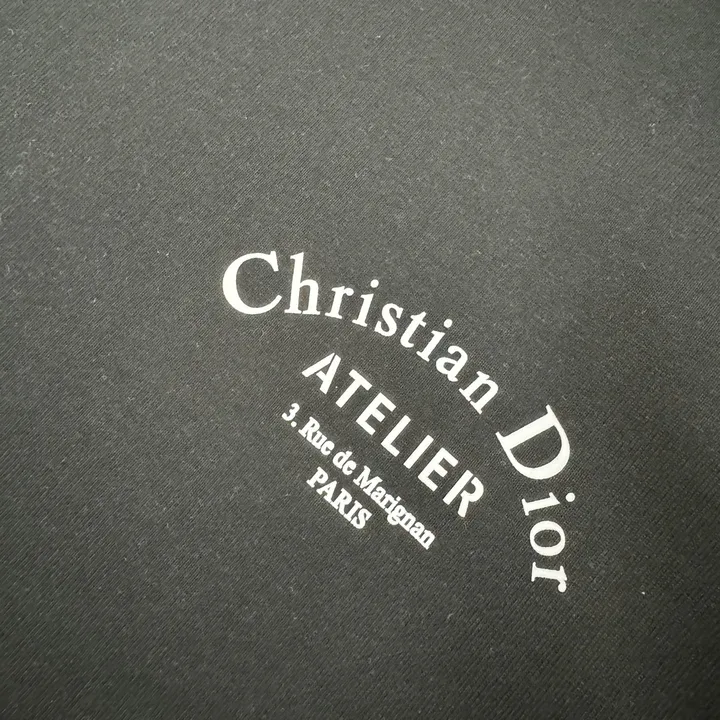 Christian Dior
ATELIER
3. Rue de Marignan
PARIS